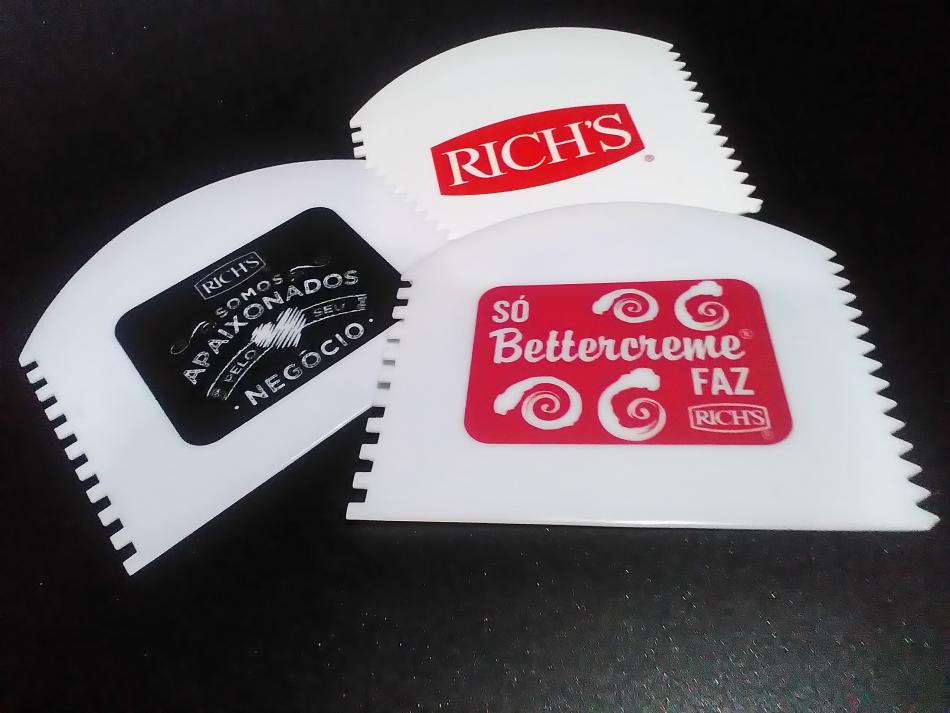 RICH'S
®
RICH'S
SOMOS
APAIXONADOS
PELO SEU
NEGÓCIO
SÓ
Bettercreme®
FAZ
RICH'S
®